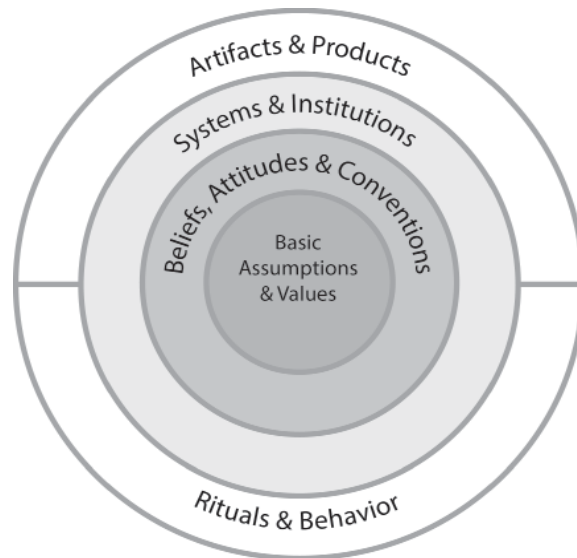 Artifacts & Products
Systems & Institutions
Beliefs, Attitudes & Conventions
Basic
Assumptions
& Values
Rituals & Behavior